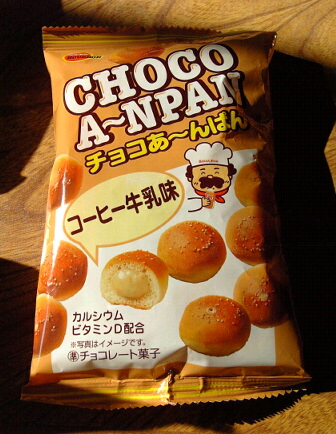 BOURBON
CHOCO
A~NPAN
チョコあ〜んぱん
コーヒー牛乳味
カルシウム
ビタミンD配合
※写真はイメージです。
準チョコレート菓子